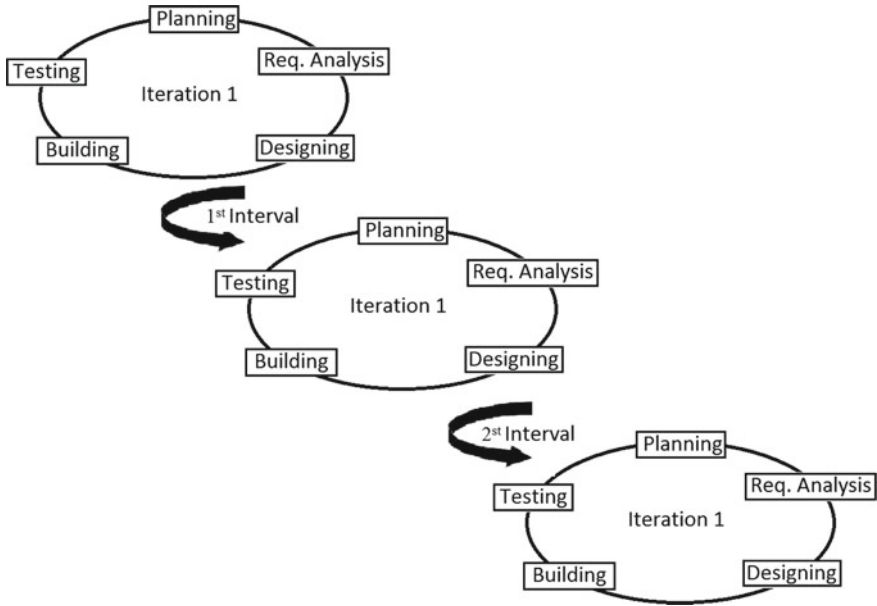 Planning
Req. Analysis
Testing
Iteration 1
Building
Designing
1st Interval
Planning
Req. Analysis
Testing
Iteration 1
Building
Designing
2st Interval
Planning
Req. Analysis
Testing
Iteration 1
Building
Designing